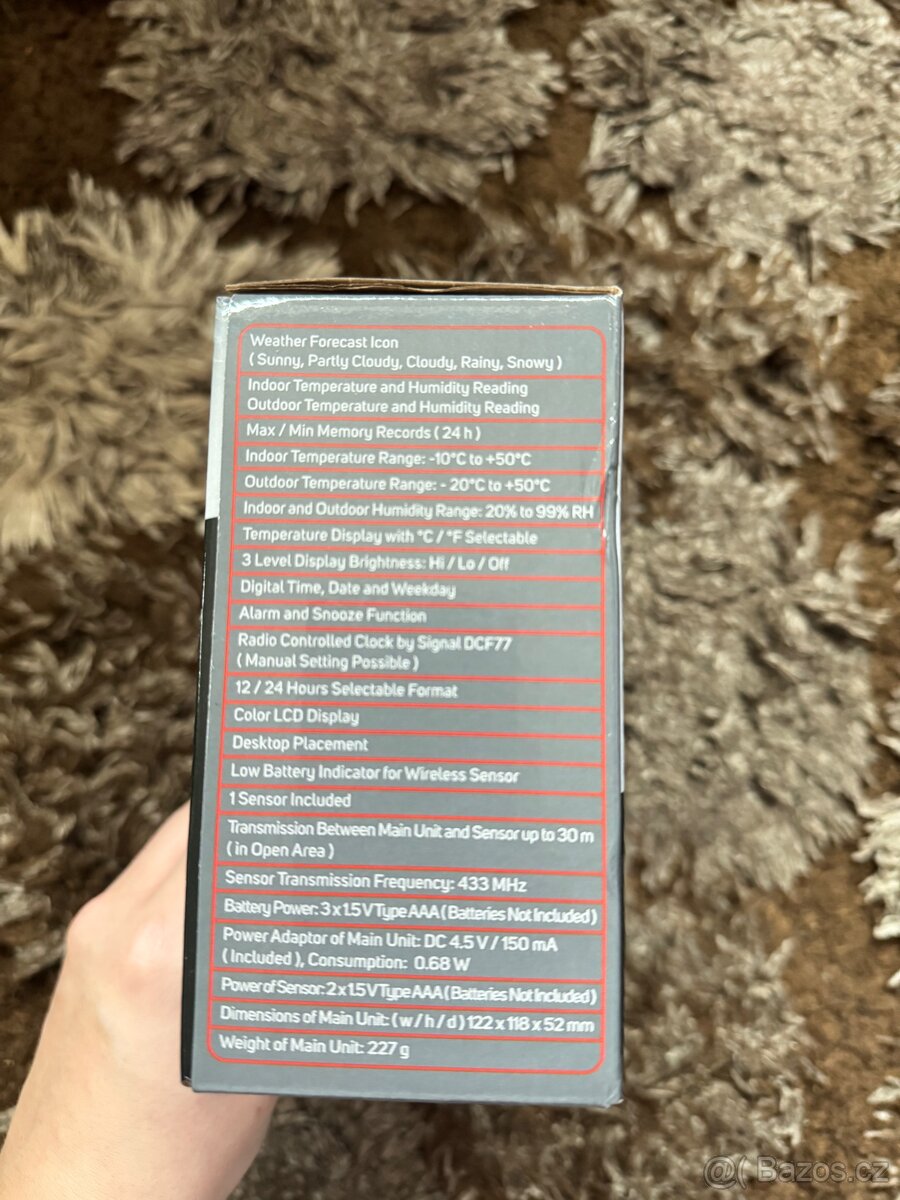 Weather Forecast Icon
( Sunny, Partly Cloudy, Cloudy, Rainy, Snowy )
Indoor Temperature and Humidity Reading
Outdoor Temperature and Humidity Reading
Max / Min Memory Records ( 24 h )
Indoor Temperature Range: -10°C to +50°C
Outdoor Temperature Range: - 20°C to +50°C
Indoor and Outdoor Humidity Range: 20% to 99% RH
Temperature Display with °C / °F Selectable
3 Level Display Brightness: Hi / Lo / Off
Digital Time, Date and Weekday
Alarm and Snooze Function
Radio Controlled Clock by Signal DCF77
( Manual Setting Possible )
12 / 24 Hours Selectable Format
Color LCD Display
Desktop Placement
Low Battery Indicator for Wireless Sensor
1 Sensor Included
Transmission Between Main Unit and Sensor up to 30 m
( in Open Area )
Sensor Transmission Frequency: 433 MHz
Battery Power: 3 x 1.5 V Type AAA ( Batteries Not Included )
Power Adaptor of Main Unit: DC 4.5 V / 150 mA
( Included ), Consumption: 0.68 W
Power of Sensor: 2 x 1.5 V Type AAA ( Batteries Not Included )
Dimensions of Main Unit: ( w / h / d ) 122 x 118 x 52 mm
Weight of Main Unit: 227 g
@( Bazos.cz